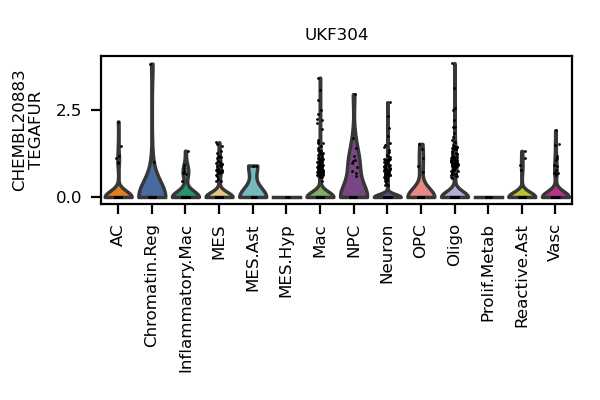 UKF304
CHEMBL20883
TEGAFUR
2.5
0.0
AC
Chromatin.Reg
Inflammatory.Mac
MES
MES.Ast
MES.Hyp
Mac
NPC
Neuron
OPC
Oligo
Prolif.Metab
Reactive.Ast
Vasc